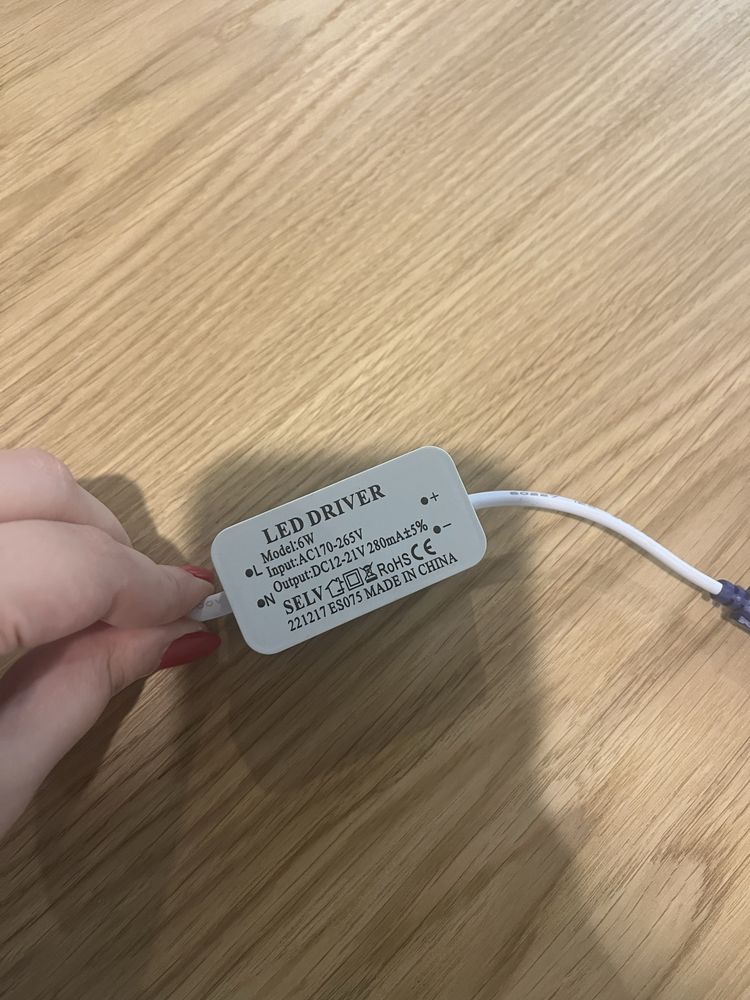 LED DRIVER
Model:6W
L Input:AC170-265V +
N Output:DC12-21V 280mA±5% −
SELV RoHS CE
221217 ES075 MADE IN CHINA